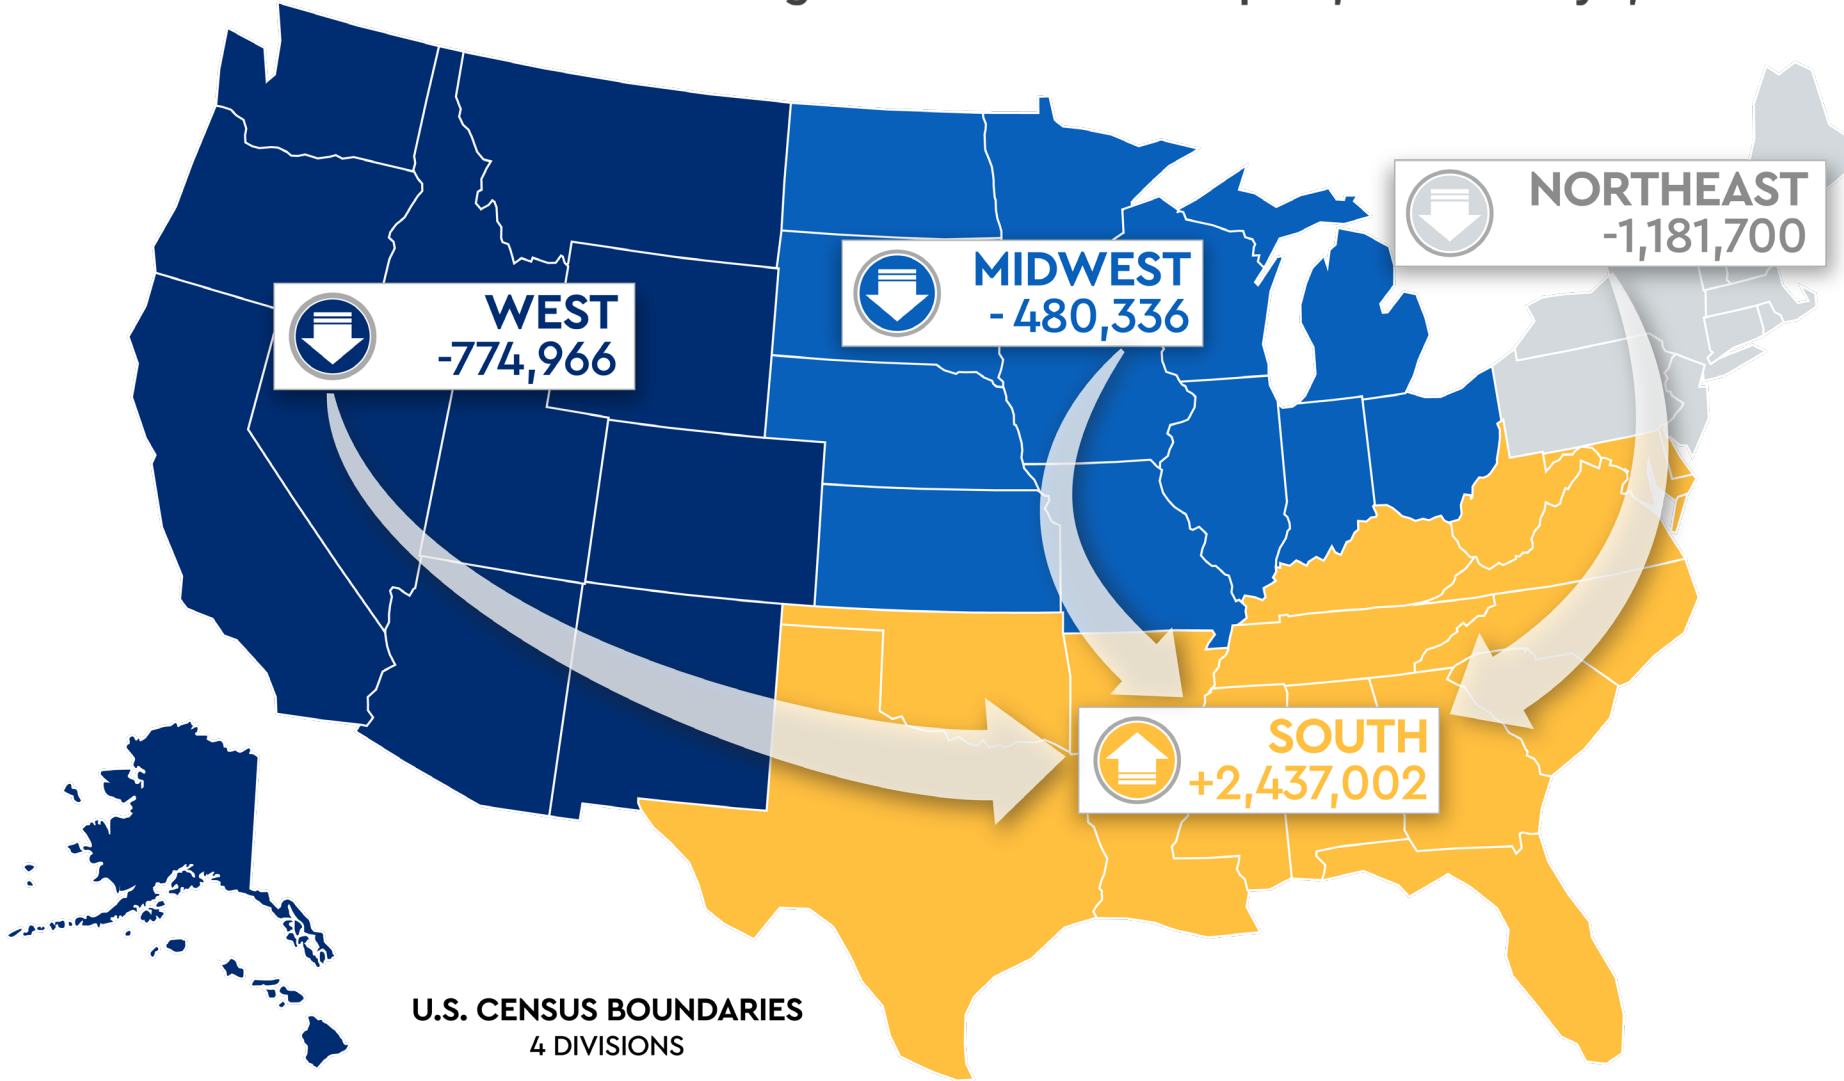 NORTHEAST
-1,181,700
MIDWEST
- 480,336
WEST
-774,966
SOUTH
+2,437,002
U.S. CENSUS BOUNDARIES
4 DIVISIONS